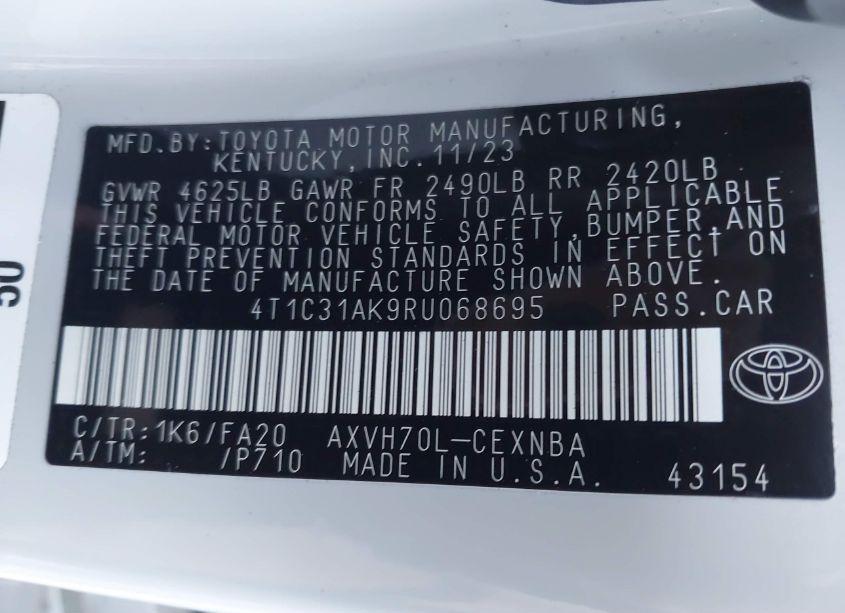 MFD.BY:TOYOTA MOTOR MANUFACTURING,
KENTUCKY,INC.11/23
GVWR 4625LB GAWR FR 2490LB RR 2420LB
THIS VEHICLE CONFORMS TO ALL APPLICABLE
FEDERAL MOTOR VEHICLE SAFETY,BUMPER,AND
THEFT PREVENTION STANDARDS IN EFFECT ON
THE DATE OF MANUFACTURE SHOWN ABOVE.
4T1C31AK9RU068695 PASS.CAR
C/TR:1K6/FA20 AXVH70L-CEXNBA
A/TM: /P710 MADE IN U.S.A. 43154